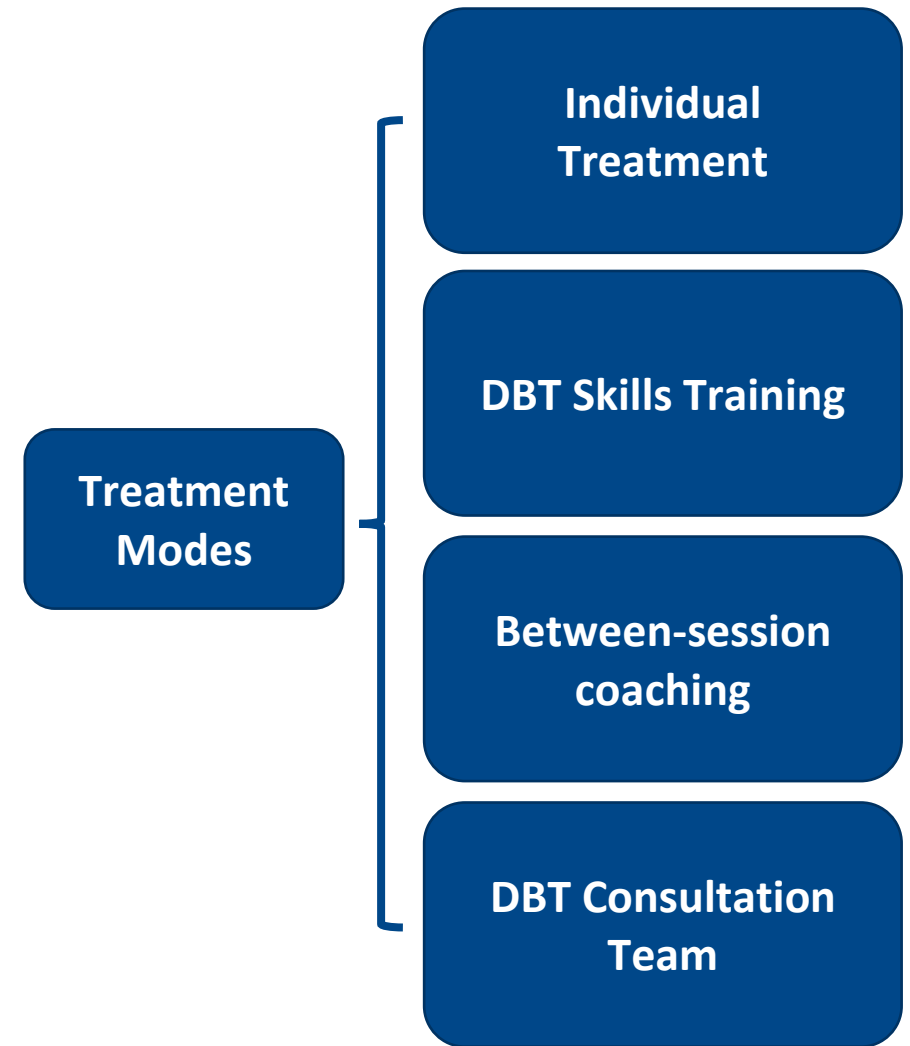 Individual
Treatment
DBT Skills Training
Treatment
Modes
Between-session
coaching
DBT Consultation
Team